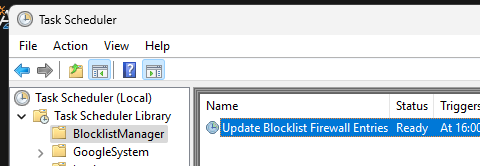 Task Scheduler
File Action View Help
Task Scheduler (Local)
Task Scheduler Library
BlocklistManager
GoogleSystem
Name Status Triggers
Update Blocklist Firewall Entries Ready At 16:00